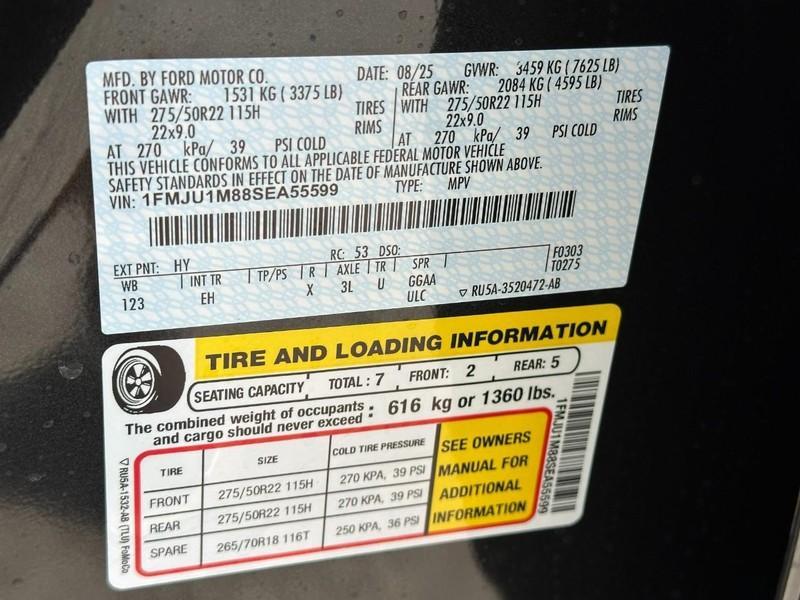 MFD. BY FORD MOTOR CO. DATE: 08/25 GVWR: 3459 KG ( 7625 LB)
FRONT GAWR: 1531 KG ( 3375 LB) REAR GAWR: 2084 KG ( 4595 LB)
WITH 275/50R22 115H TIRES WITH 275/50R22 115H TIRES
22x9.0 RIMS 22x9.0 RIMS
AT 270 kPa/ 39 PSI COLD AT 270 kPa/ 39 PSI COLD
THIS VEHICLE CONFORMS TO ALL APPLICABLE FEDERAL MOTOR VEHICLE
SAFETY STANDARDS IN EFFECT ON THE DATE OF MANUFACTURE SHOWN ABOVE.
VIN: 1FMJU1M88SEA55599 TYPE: MPV
EXT PNT: HY RC: 53 DSO: F0303
WB INT TR TP/PS R AXLE TR SPR T0275
123 EH X 3L U GGAA
ULC ▽ RU5A-3520472-AB
TIRE AND LOADING INFORMATION
SEATING CAPACITY TOTAL : 7 FRONT: 2 REAR: 5
The combined weight of occupants and cargo should never exceed : 616 kg or 1360 lbs.
TIRE SIZE COLD TIRE PRESSURE
FRONT 275/50R22 115H 270 KPA, 39 PSI
REAR 275/50R22 115H 270 KPA, 39 PSI
SPARE 265/70R18 116T 250 KPA, 36 PSI
SEE OWNERS
MANUAL FOR
ADDITIONAL
INFORMATION
1FMJU1M88SEA55599
▽ RU5A-1532-AB (TLU) FoMoCo